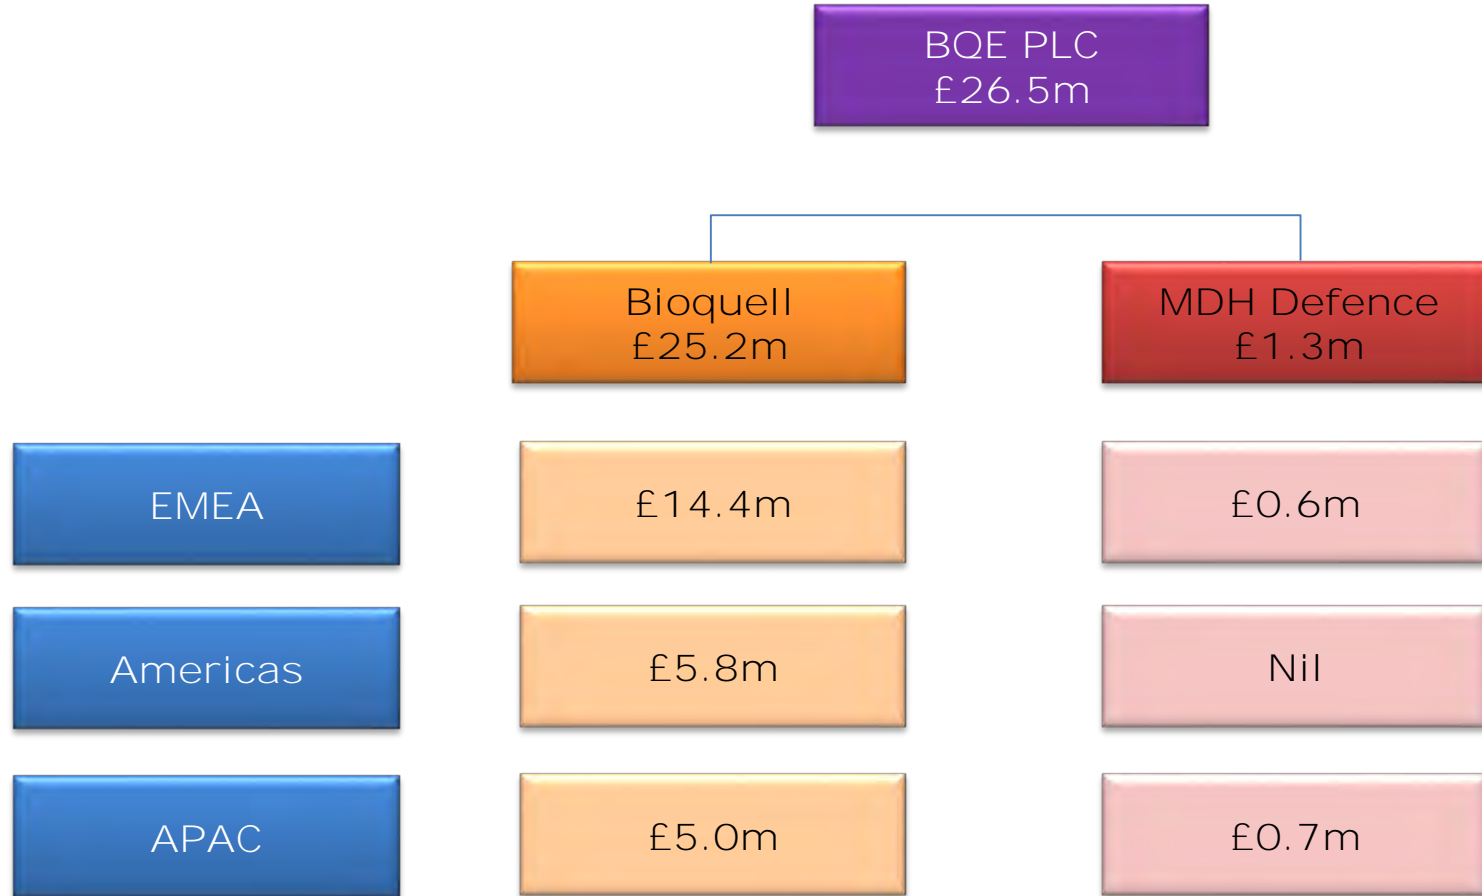 BQE PLC
£26.5m
Bioquell
£25.2m
MDH Defence
£1.3m
EMEA
£14.4m
£0.6m
Americas
£5.8m
Nil
APAC
£5.0m
£0.7m